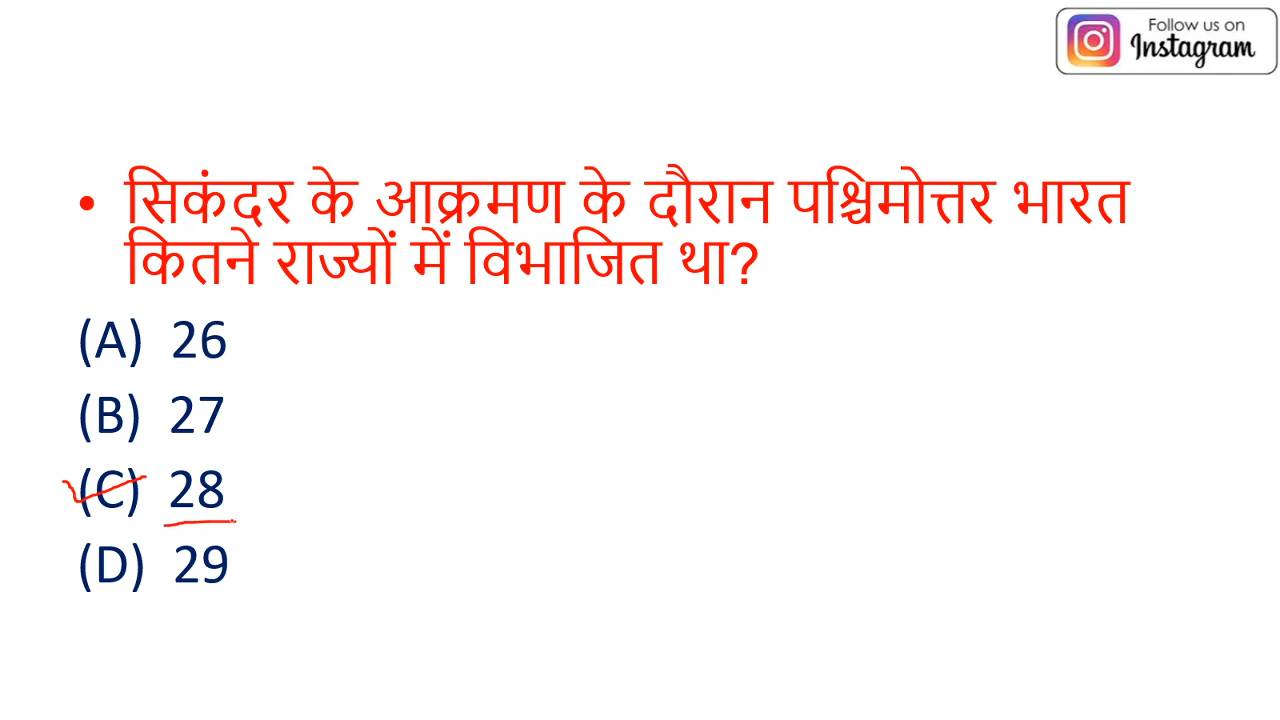 Follow us on
Instagram
• सिकंदर के आक्रमण के दौरान पश्चिमोत्तर भारत
कितने राज्यों में विभाजित था?
(A) 26
(B) 27
(C) 28
(D) 29